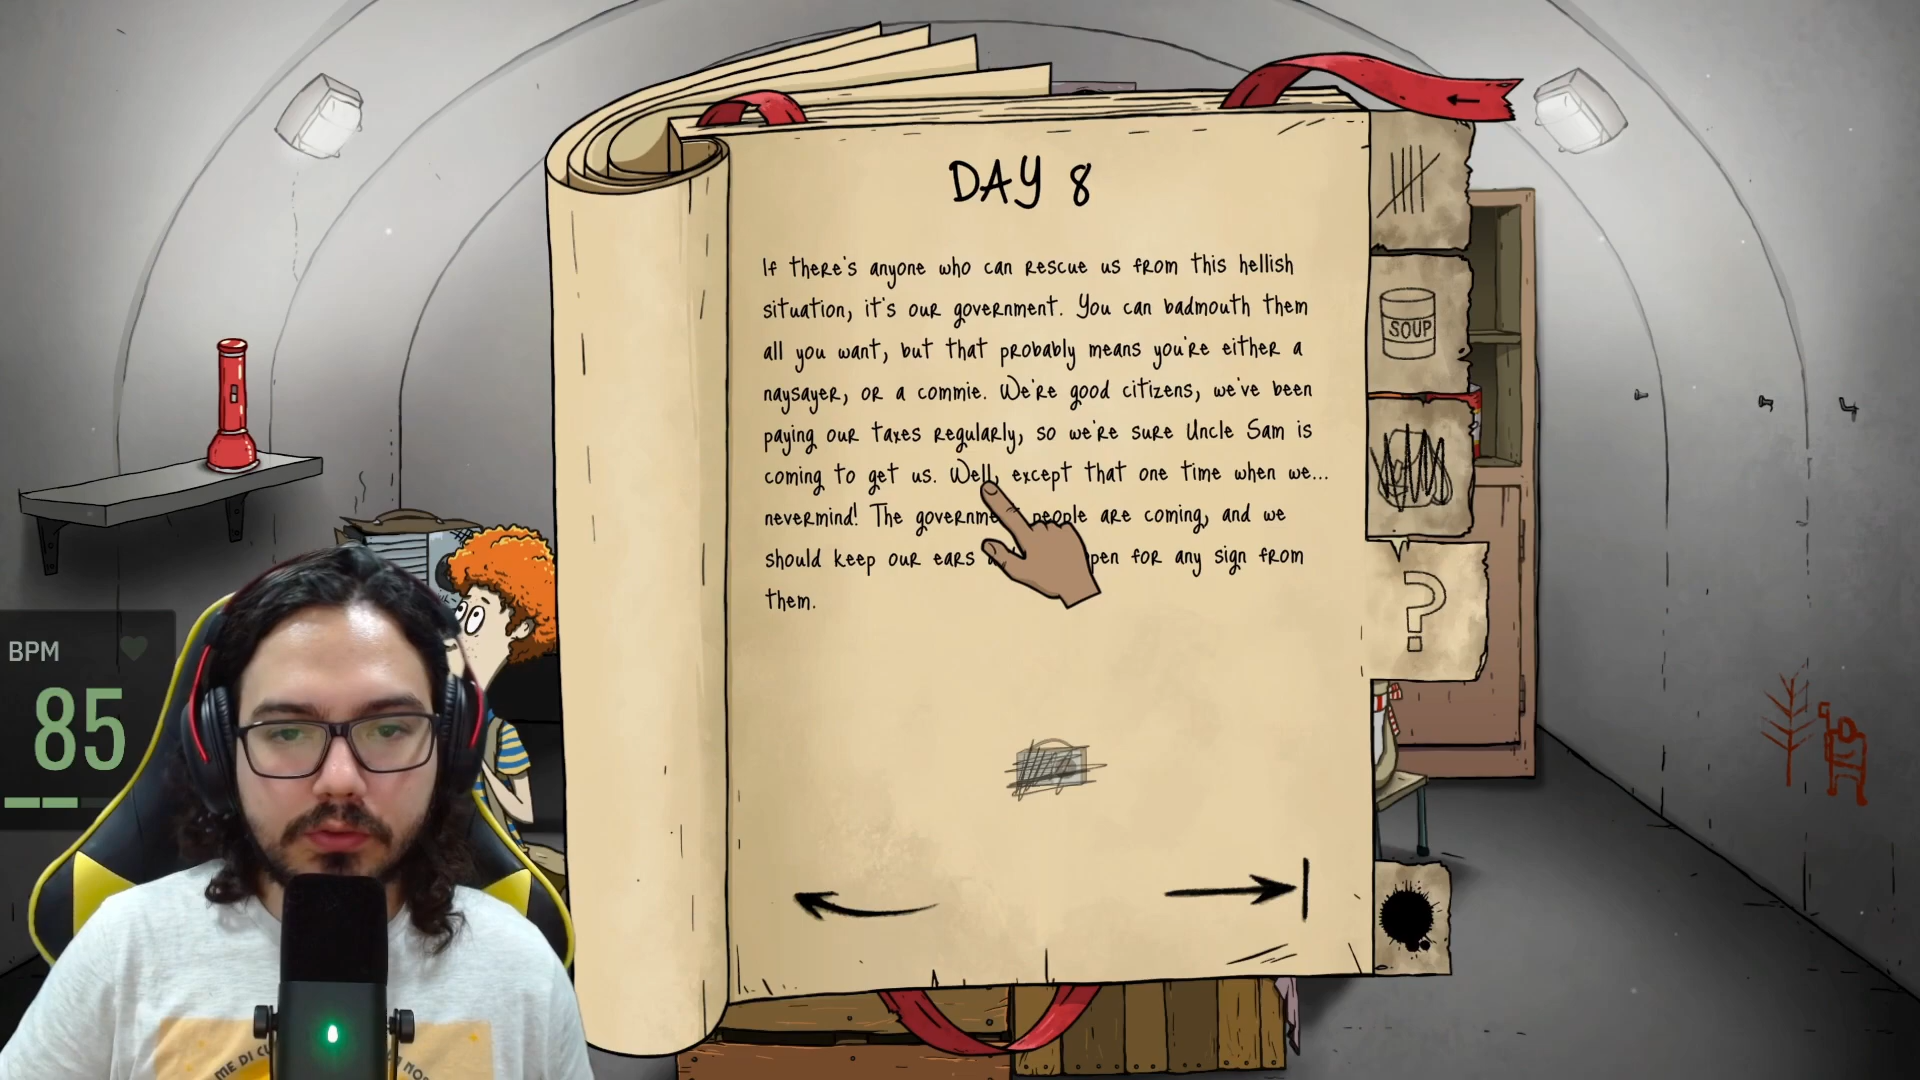 DAY 8
If there's anyone who can rescue us from this hellish
situation, it's our government. You can badmouth them
all you want, but that probably means you're either a
naysayer, or a commie. We're good citizens, we've been
paying our taxes regularly, so we're sure Uncle Sam is
coming to get us. Well, except that one time when we...
nevermind! The people are coming, and we
should keep our ears for any sign from
them.
SOUP
BPM
85
ME DI